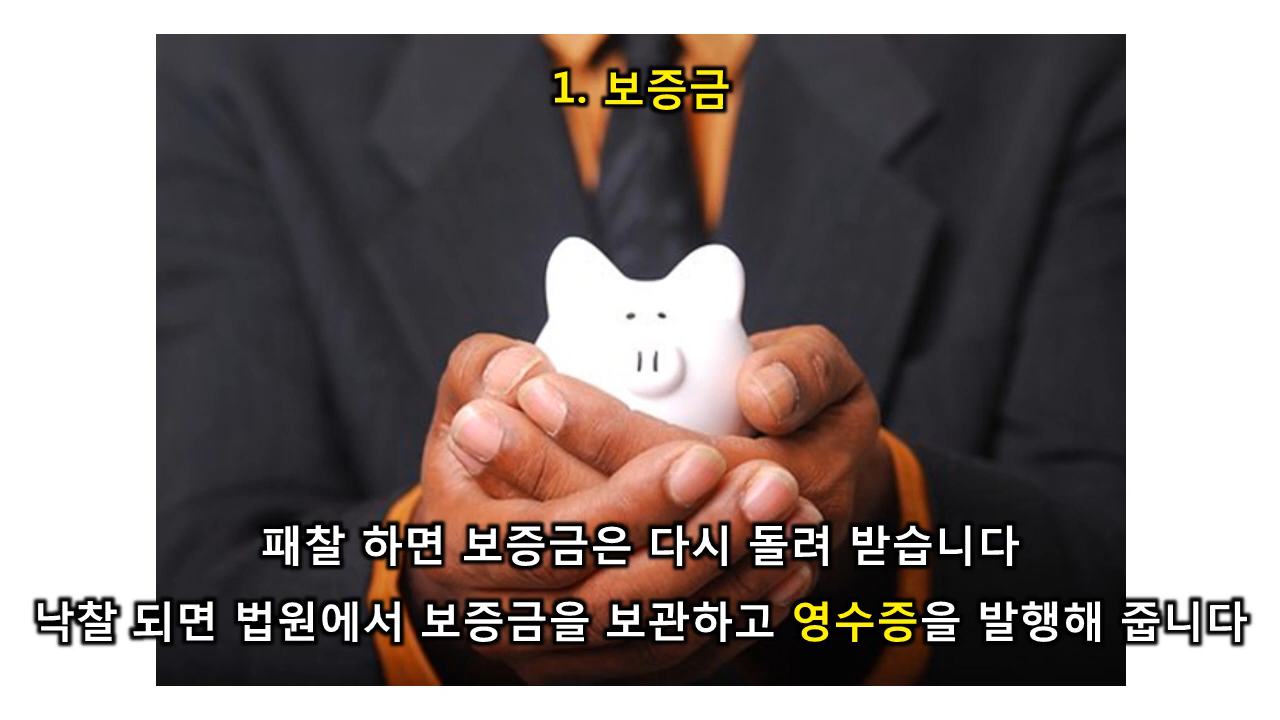 1. 보증금
패찰 하면 보증금은 다시 돌려 받습니다
낙찰 되면 법원에서 보증금을 보관하고 영수증을 발행해 줍니다